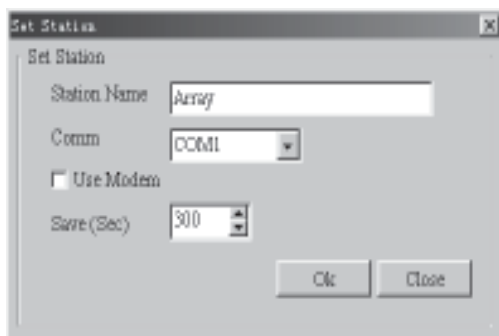 Set Station
Set Station
Station Name Array
Comm COM1
Use Modem
Save (Sec) 300
Ok Close